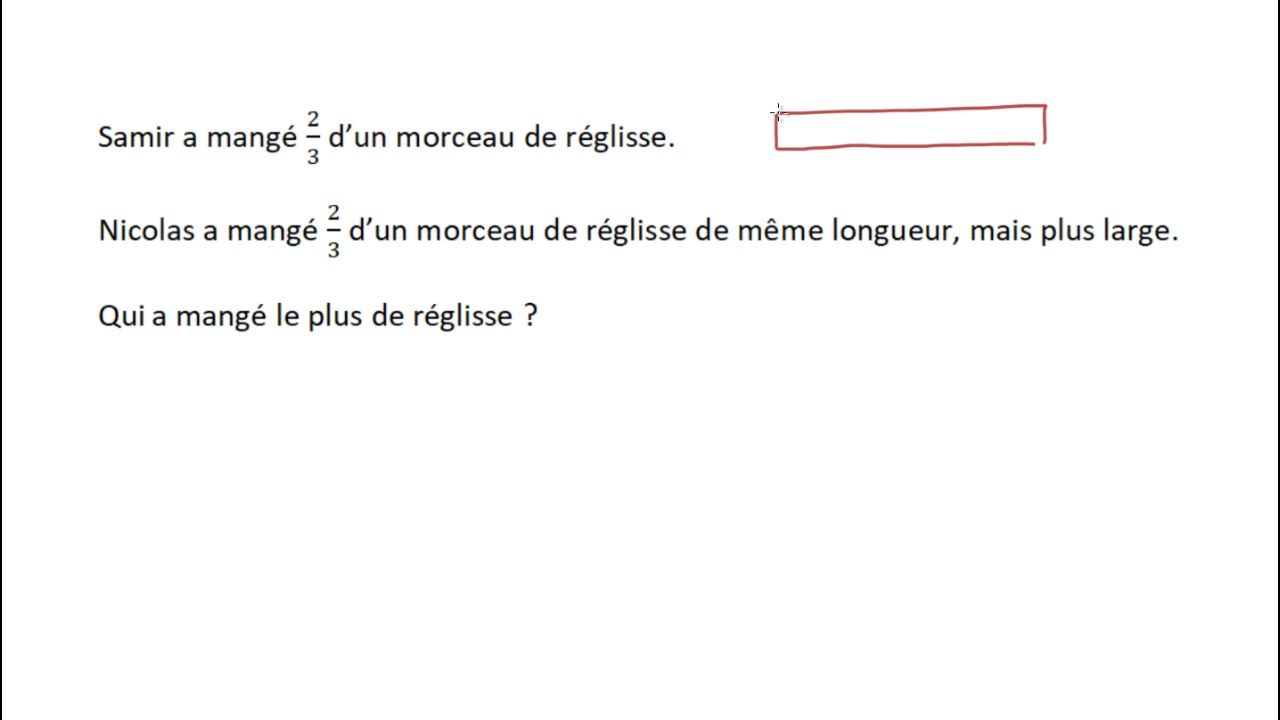 Samir a mangé 2/3 d’un morceau de réglisse.
Nicolas a mangé 2/3 d’un morceau de réglisse de même longueur, mais plus large.
Qui a mangé le plus de réglisse ?